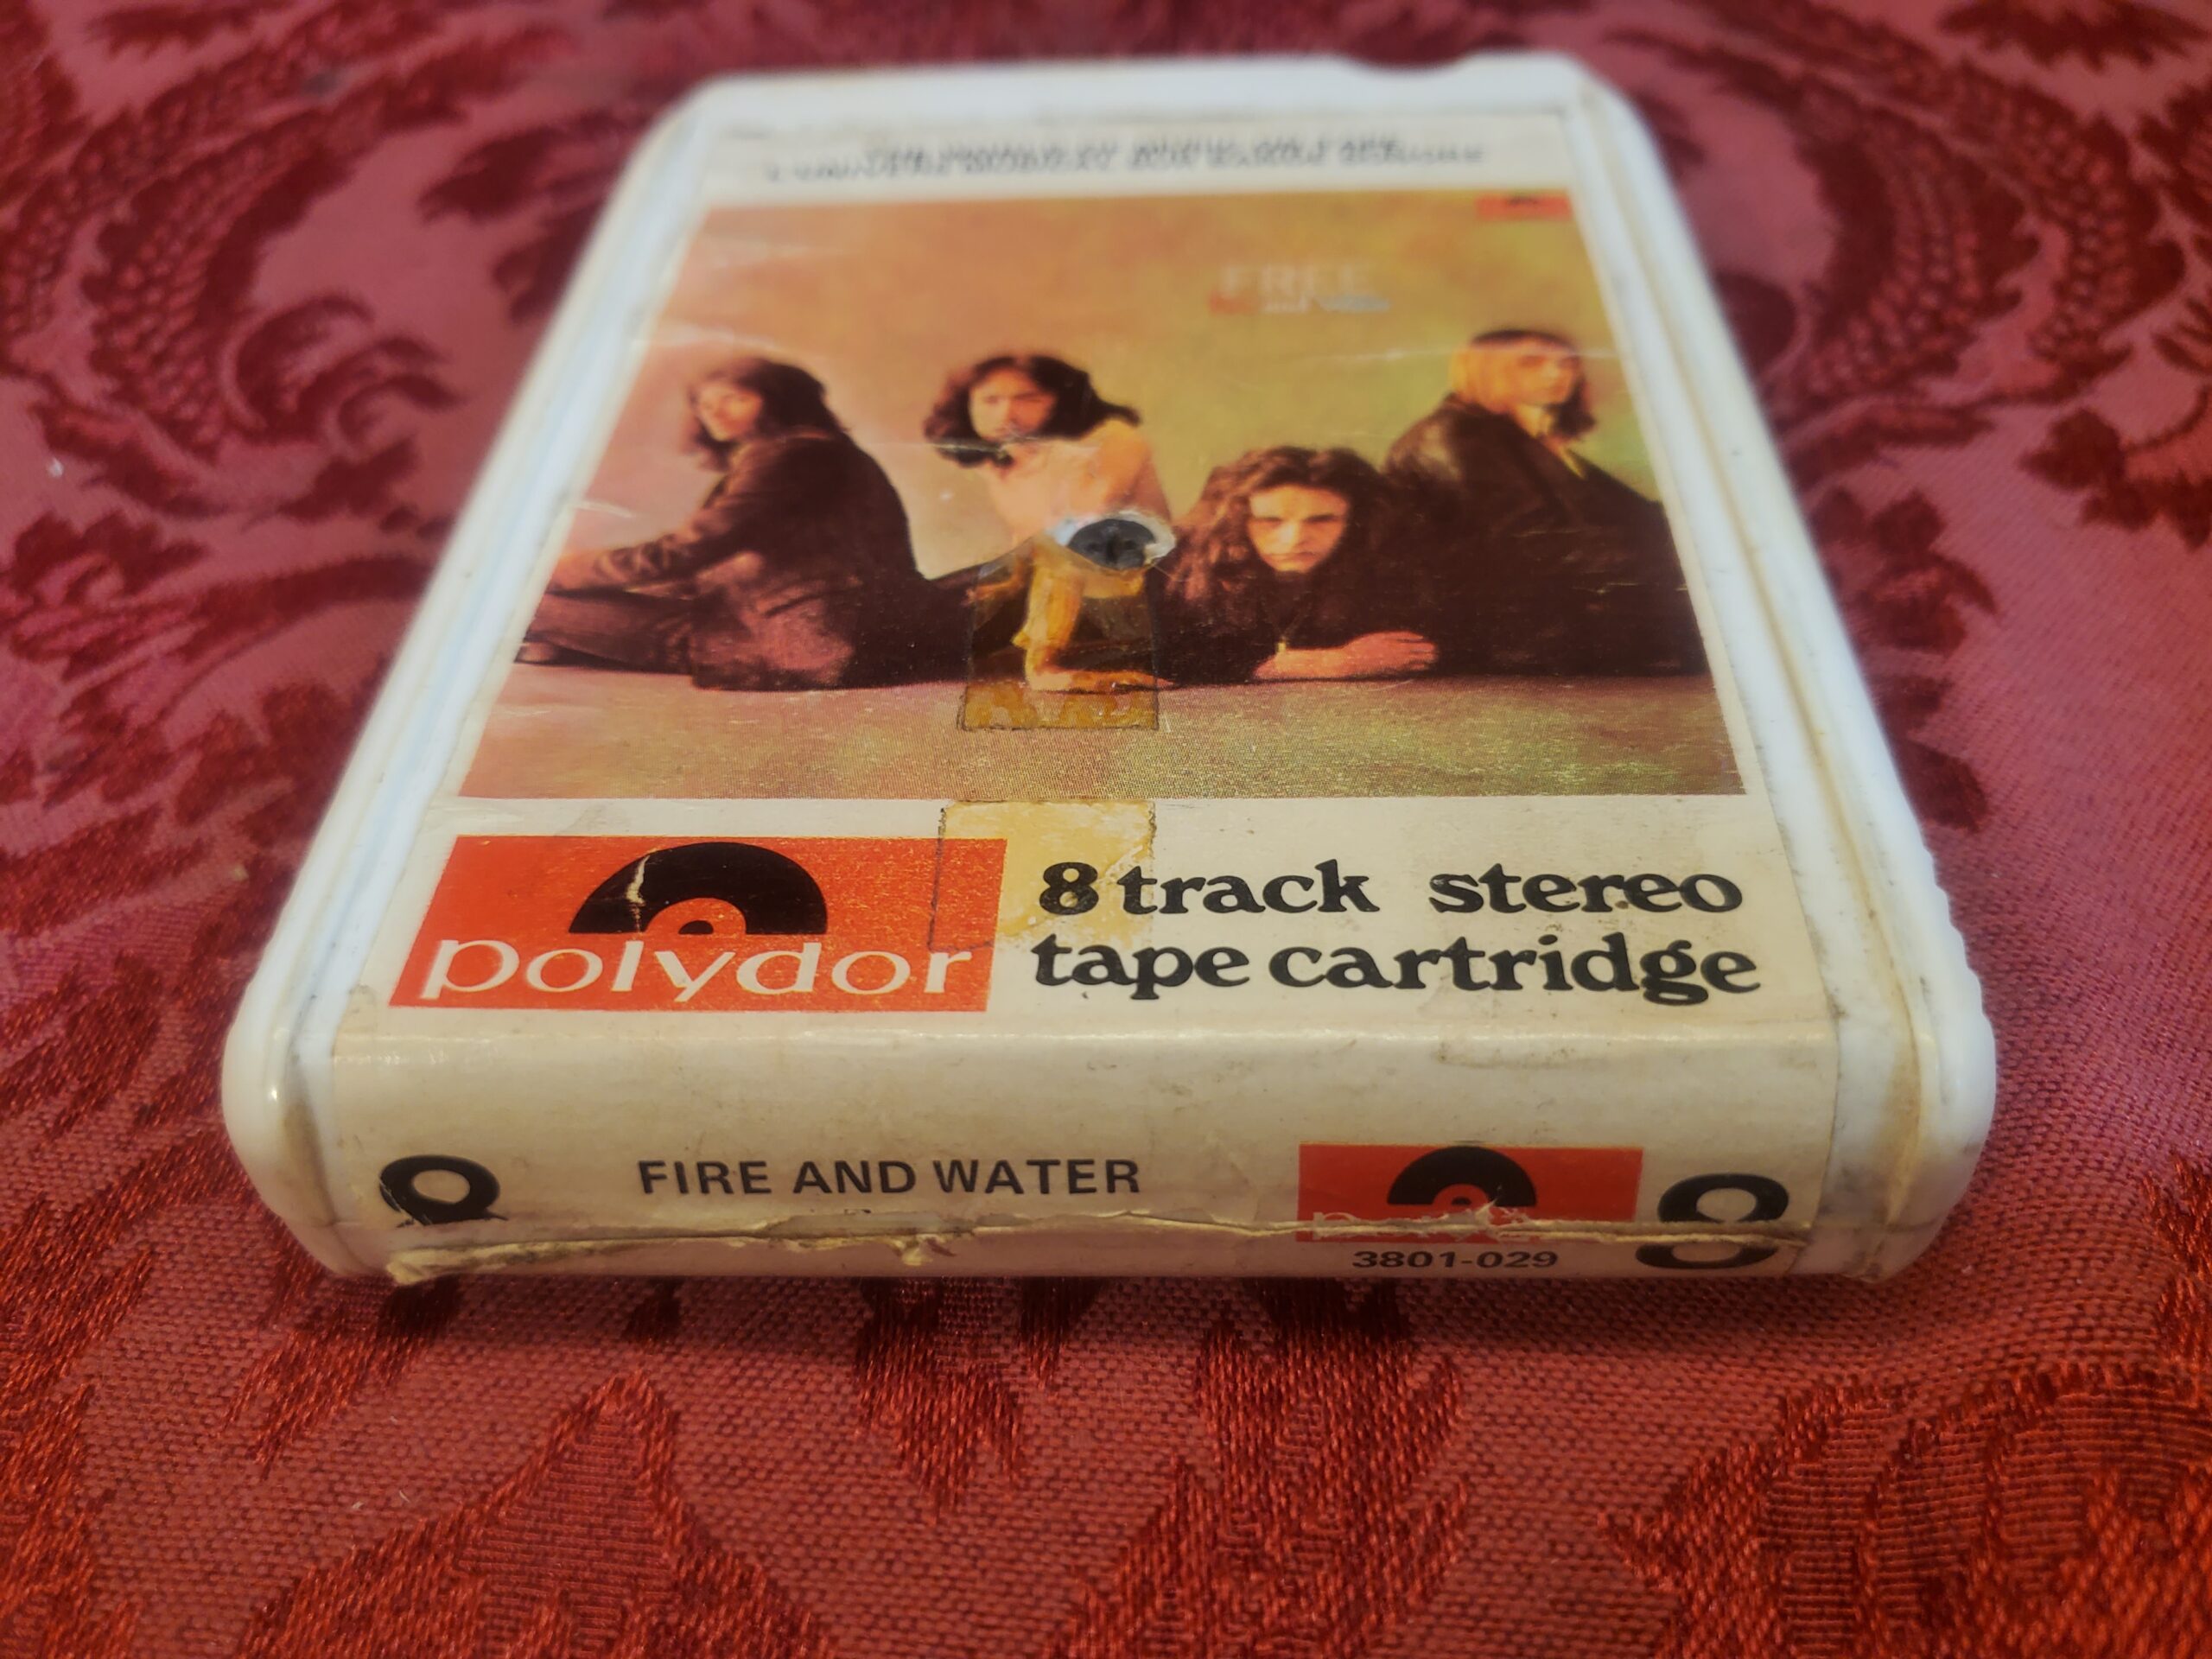 FREE
polydor
8 track stereo
tape cartridge
8
FIRE AND WATER
8
3801-029